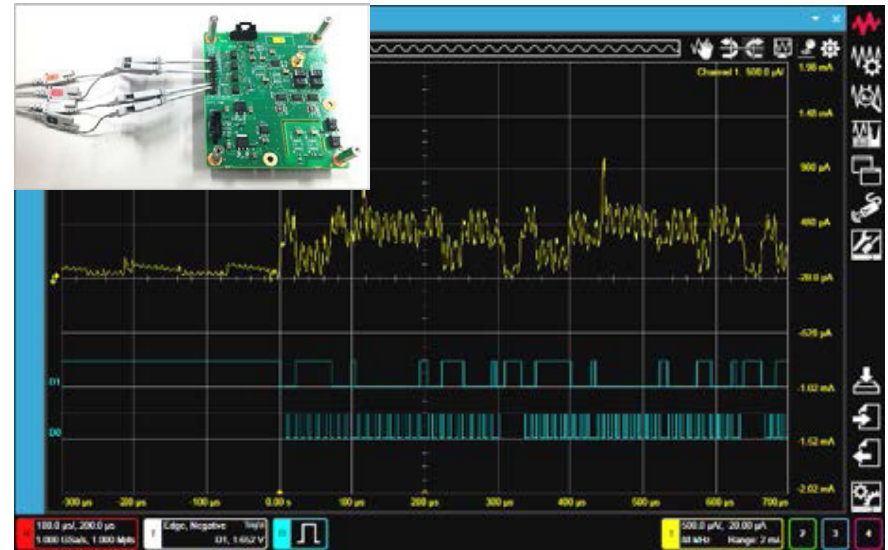 Channel 1 500.0 µA/
1.98 mA
1.48 mA
980 µA
480 µA
-20.0 µA
-520 µA
D1
-1.02 mA
D0
-1.52 mA
-2.02 mA
-300 µs -200 µs -100 µs 0.00 s 100 µs 200 µs 300 µs 400 µs 500 µs 600 µs 700 µs
100.0 µs/, 200.0 µs
1.000 GSa/s, 1.000 Mpts
T
Edge, Negative Trig'd
D1, 1.652 V
1
500.0 µA/, 20.00 µA
Range: 2 mA
2
3
4